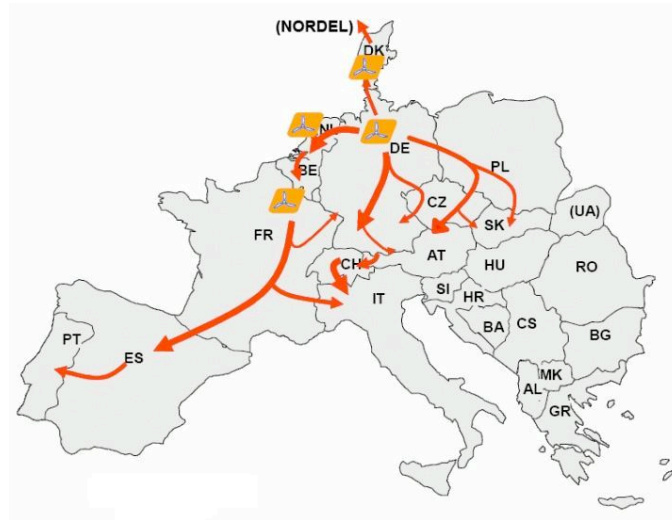 (NORDEL)
DK
NL
DE
BE
PL
CZ
SK
(UA)
FR
CH
AT
HU
RO
IT
SI
HR
BA
CS
BG
PT
ES
MK
AL
GR